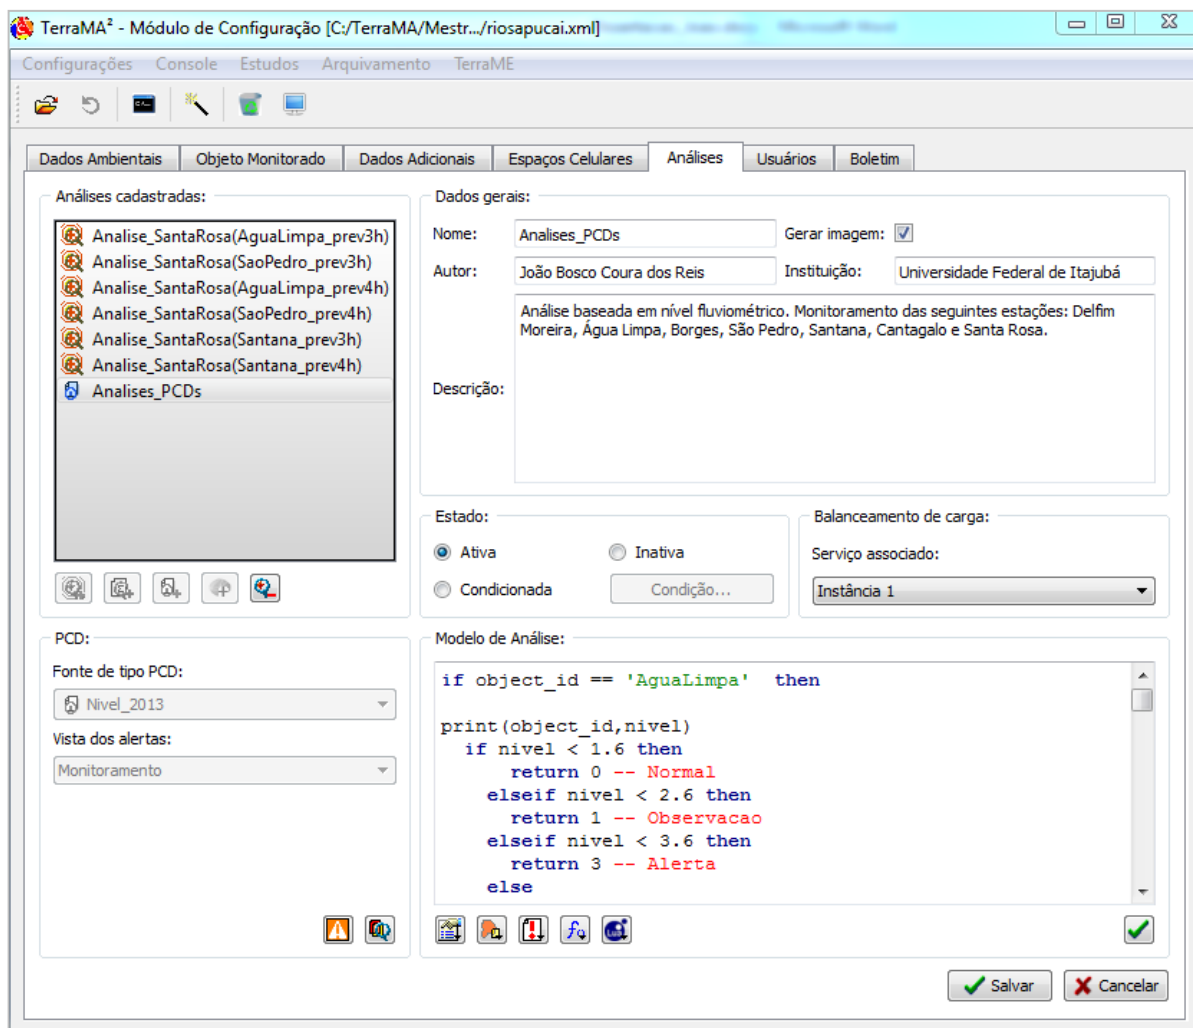 TerraMA² - Módulo de Configuração [C:/TerraMA/Mestr.../riosapucai.xml]
Configurações Console Estudos Arquivamento TerraME
Dados Ambientais Objeto Monitorado Dados Adicionais Espaços Celulares Análises Usuários Boletim
Análises cadastradas:
Analise_SantaRosa(AguaLimpa_prev3h)
Analise_SantaRosa(SaoPedro_prev3h)
Analise_SantaRosa(AguaLimpa_prev4h)
Analise_SantaRosa(SaoPedro_prev4h)
Analise_SantaRosa(Santana_prev3h)
Analise_SantaRosa(Santana_prev4h)
Analises_PCDs
Dados gerais:
Nome: Analises_PCDs Gerar imagem:
Autor: João Bosco Coura dos Reis Instituição: Universidade Federal de Itajubá
Análise baseada em nível fluviométrico. Monitoramento das seguintes estações: Delfim
Moreira, Água Limpa, Borges, São Pedro, Santana, Cantagalo e Santa Rosa.
Descrição:
Estado:
Ativa Inativa
Condicionada Condição...
Balanceamento de carga:
Serviço associado:
Instância 1
PCD:
Fonte de tipo PCD:
Nivel_2013
Vista dos alertas:
Monitoramento
Modelo de Análise:
if object_id == 'AguaLimpa' then
print(object_id,nivel)
if nivel < 1.6 then
return 0 -- Normal
elseif nivel < 2.6 then
return 1 -- Observacao
elseif nivel < 3.6 then
return 3 -- Alerta
else
Salvar Cancelar